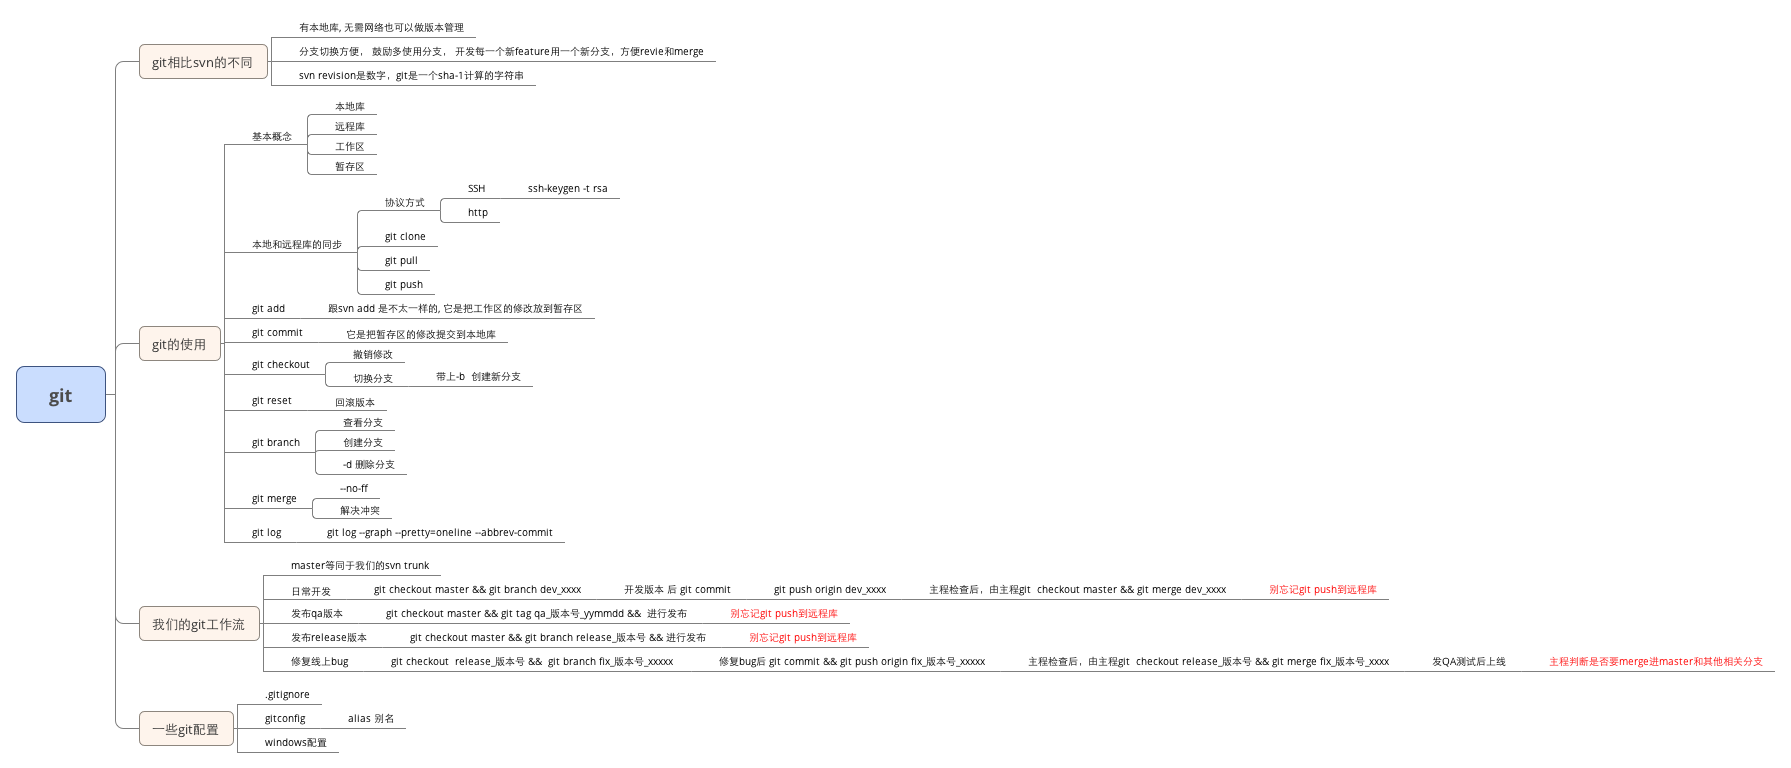 git
git相比svn的不同
有本地库, 无需网络也可以做版本管理
分支切换方便， 鼓励多使用分支， 开发每一个新feature用一个新分支，方便revie和merge
svn revision是数字，git是一个sha-1计算的字符串
git的使用
基本概念
本地库
远程库
工作区
暂存区
本地和远程库的同步
协议方式
SSH
ssh-keygen -t rsa
http
git clone
git pull
git push
git add
跟svn add 是不太一样的, 它是把工作区的修改放到暂存区
git commit
它是把暂存区的修改提交到本地库
git checkout
撤销修改
切换分支
带上-b  创建新分支
git reset
回滚版本
git branch
查看分支
创建分支
-d 删除分支
git merge
--no-ff
解决冲突
git log
git log --graph --pretty=oneline --abbrev-commit
我们的git工作流
master等同于我们的svn trunk
日常开发
git checkout master && git branch dev_xxxx
开发版本 后 git commit
git push origin dev_xxxx
主程检查后，由主程git  checkout master && git merge dev_xxxx
别忘记git push到远程库
发布qa版本
git checkout master && git tag qa_版本号_yymmdd &&  进行发布
别忘记git push到远程库
发布release版本
git checkout master && git branch release_版本号 && 进行发布
别忘记git push到远程库
修复线上bug
git checkout  release_版本号 &&  git branch fix_版本号_xxxxx
修复bug后 git commit && git push origin fix_版本号_xxxxx
主程检查后，由主程git  checkout release_版本号 && git merge fix_版本号_xxxx
发QA测试后上线
主程判断是否要merge进master和其他相关分支
一些git配置
.gitignore
gitconfig
alias 别名
windows配置